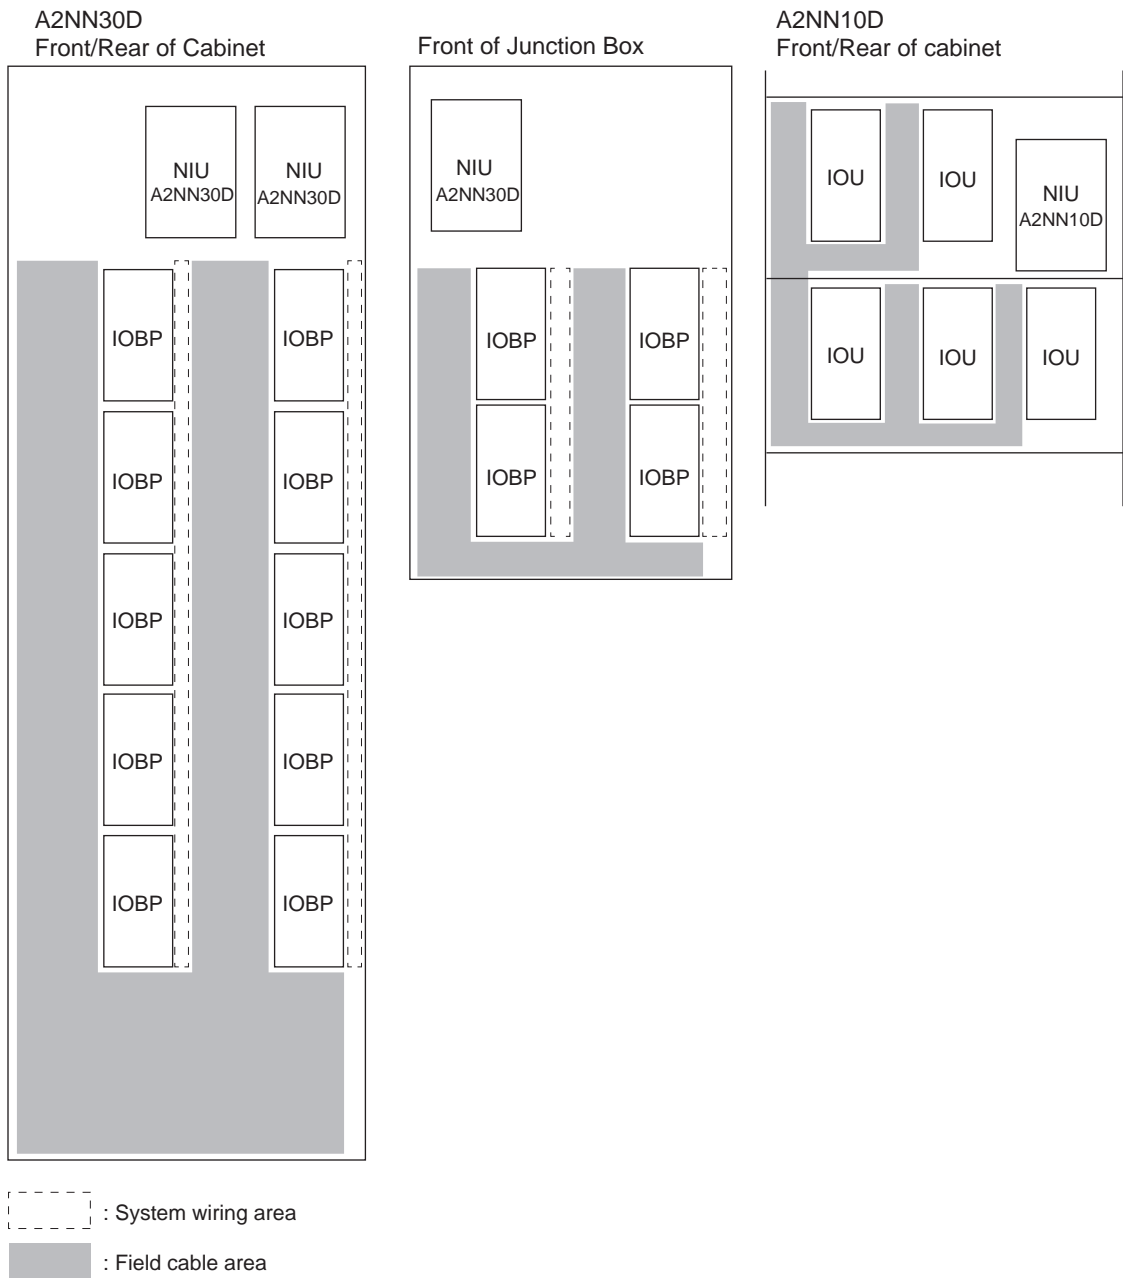 A2NN30D
Front/Rear of Cabinet
NIU
A2NN30D
NIU
A2NN30D
IOBP
IOBP
IOBP
IOBP
IOBP
IOBP
IOBP
IOBP
IOBP
IOBP
Front of Junction Box
NIU
A2NN30D
IOBP
IOBP
IOBP
IOBP
A2NN10D
Front/Rear of cabinet
IOU
IOU
NIU
A2NN10D
IOU
IOU
IOU
: System wiring area
: Field cable area